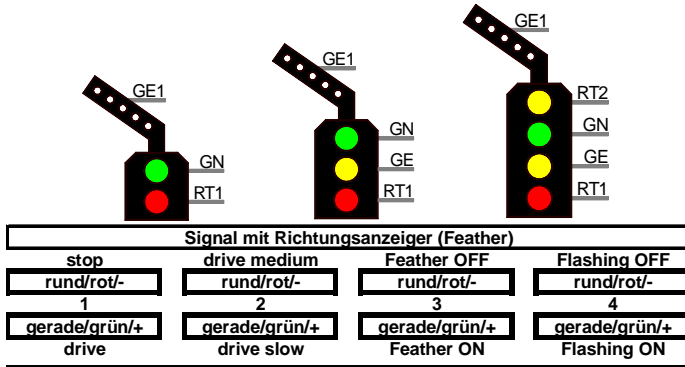 GE1
GE1
GE1
RT2
GN
GN
GN
GE
GE
RT1
RT1
RT1
Signal mit Richtungsanzeiger (Feather)
stop drive medium Feather OFF Flashing OFF
rund/rot/- rund/rot/- rund/rot/- rund/rot/-
1 2 3 4
gerade/grün/+ gerade/grün/+ gerade/grün/+ gerade/grün/+
drive drive slow Feather ON Flashing ON